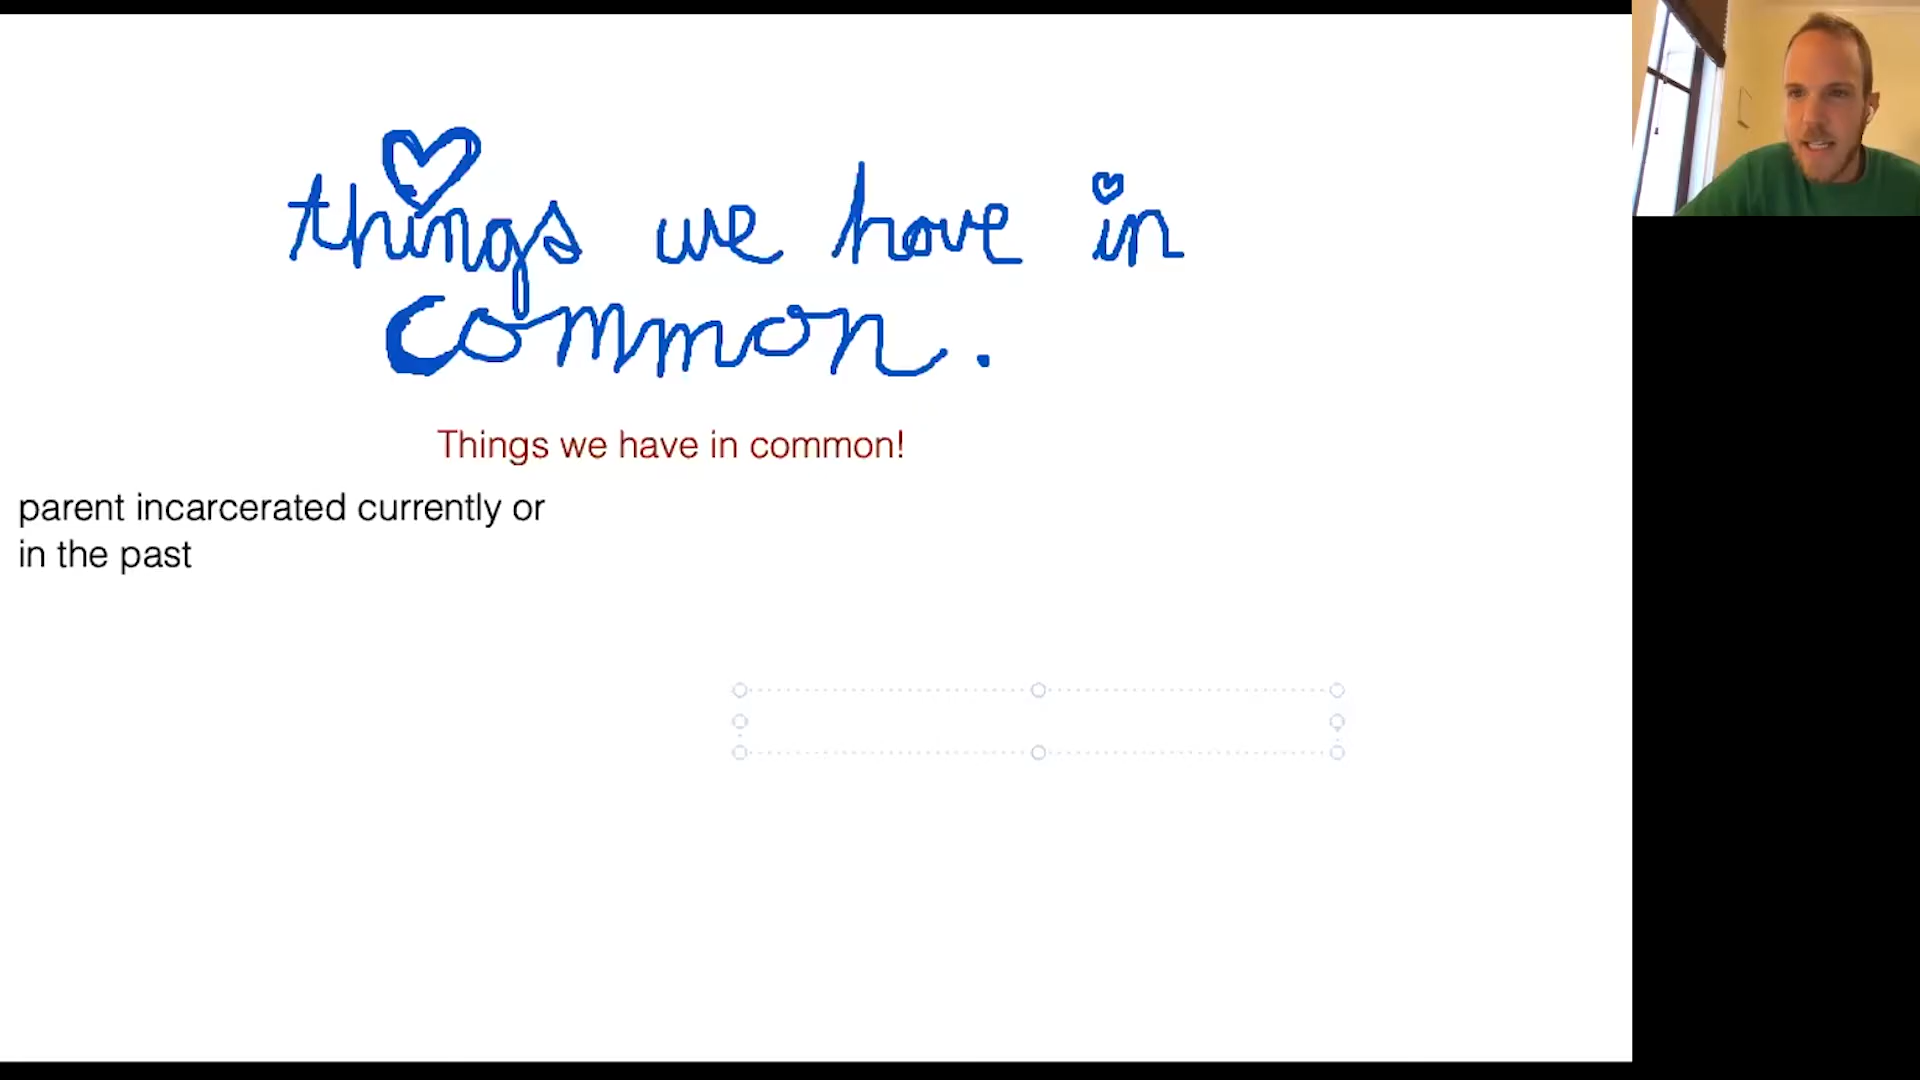 things we have in
common.
Things we have in common!
parent incarcerated currently or
in the past